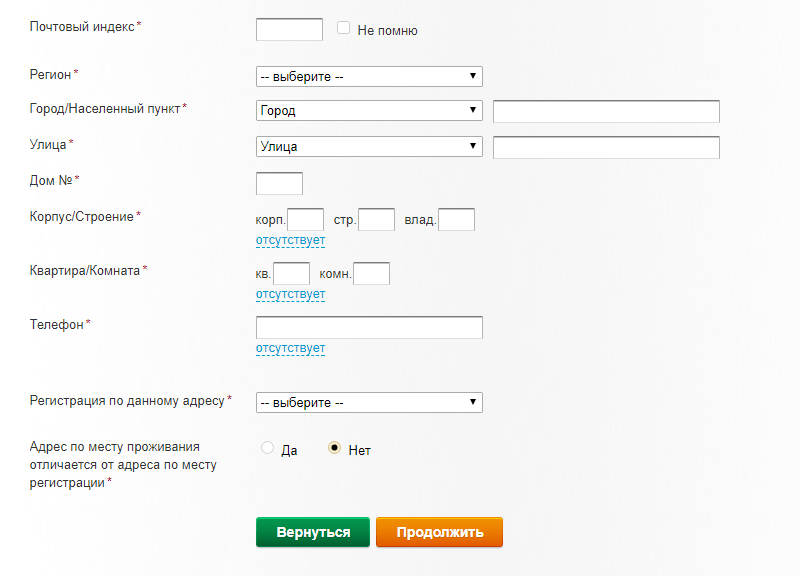 Почтовый индекс* Не помню
Регион* -- выберите --
Город/Населенный пункт* Город
Улица* Улица
Дом №*
Корпус/Строение* корп. стр. влад.
отсутствует
Квартира/Комната* кв. комн.
отсутствует
Телефон*
отсутствует
Регистрация по данному адресу* -- выберите --
Адрес по месту проживания
отличается от адреса по месту
регистрации*
Да Нет
Вернуться Продолжить